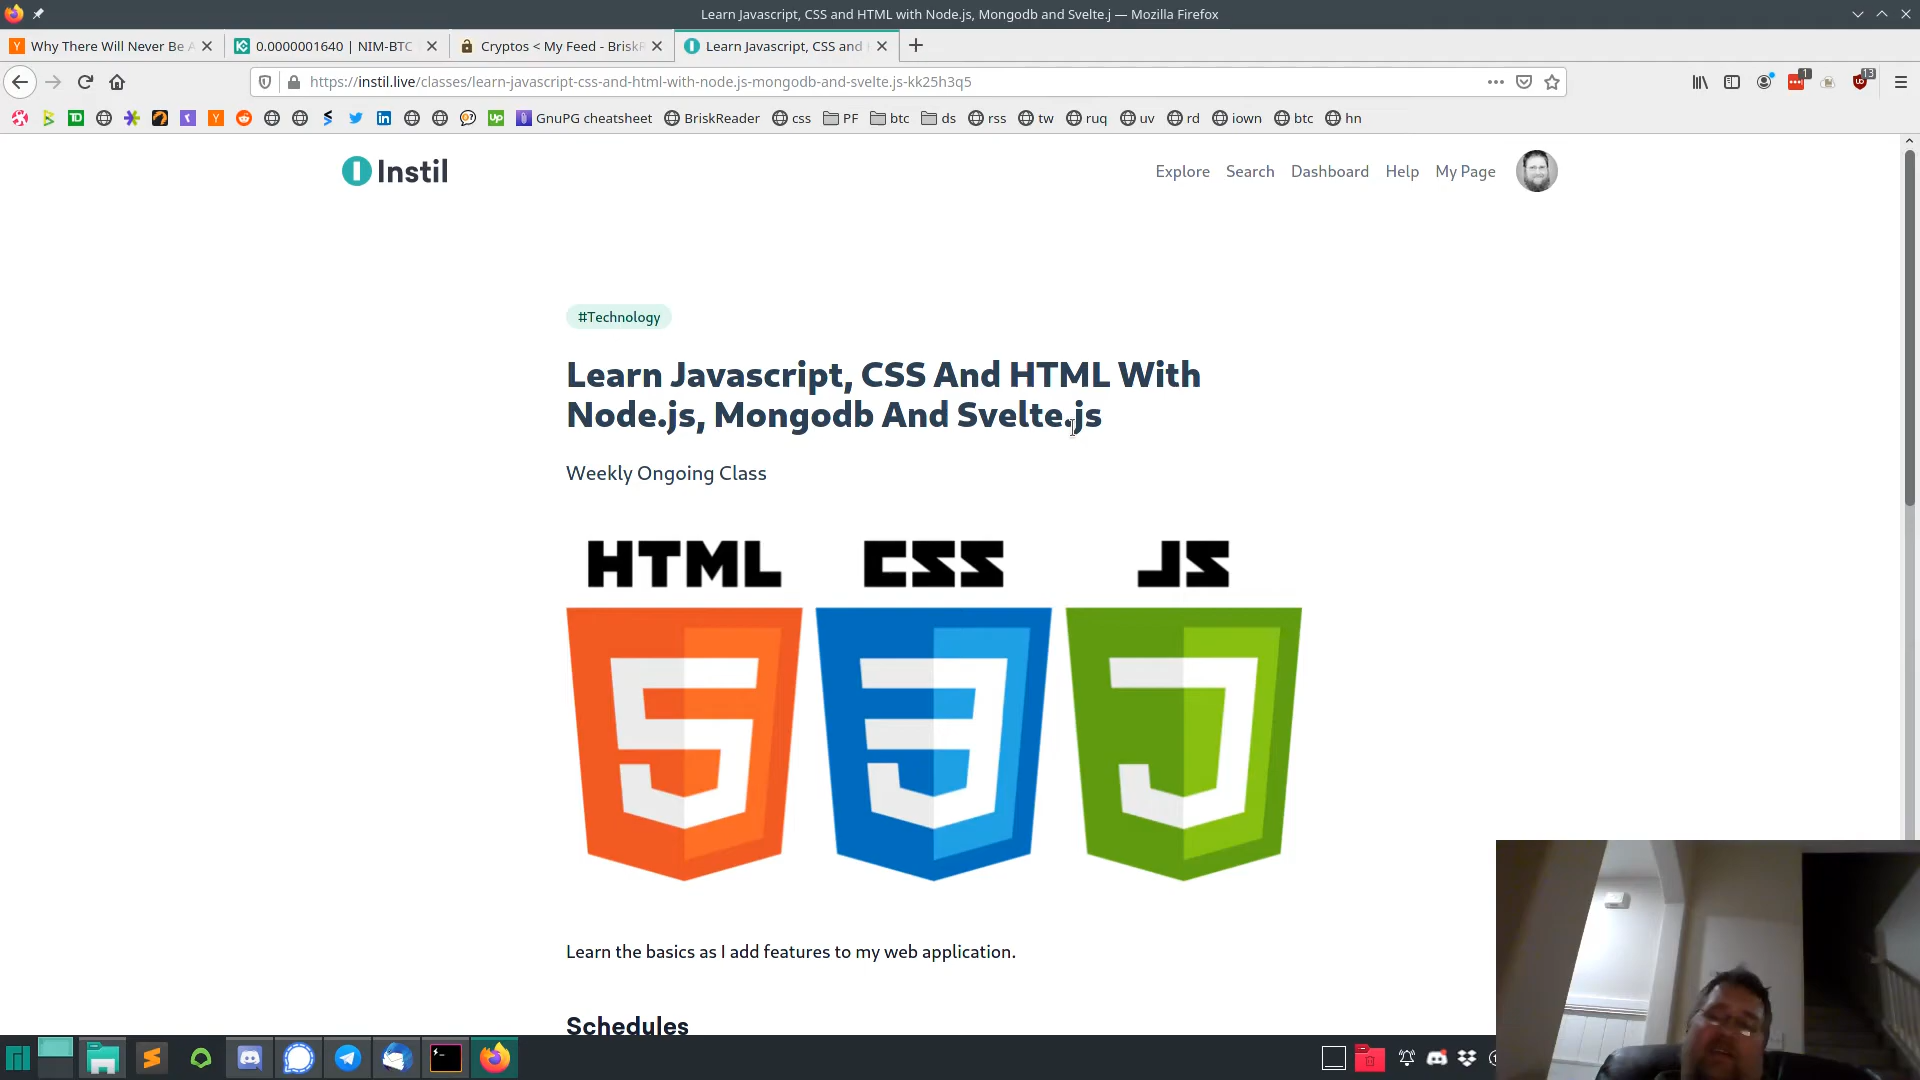 Learn Javascript, CSS and HTML with Node.js, Mongodb and Svelte.j — Mozilla Firefox
Why There Will Never Be A
0.0000001640 | NIM-BTC
Cryptos < My Feed - BriskR
Learn Javascript, CSS and
https://instil.live/classes/learn-javascript-css-and-html-with-node.js-mongodb-and-svelte.js-kk25h3q5
1
13
GnuPG cheatsheet
BriskReader
css
PF
btc
ds
rss
tw
ruq
uv
rd
iown
btc
hn
Instil
Explore
Search
Dashboard
Help
My Page
#Technology
Learn Javascript, CSS And HTML With
Node.js, Mongodb And Svelte.js
Weekly Ongoing Class
HTML
CSS
JS
Learn the basics as I add features to my web application.
Schedules